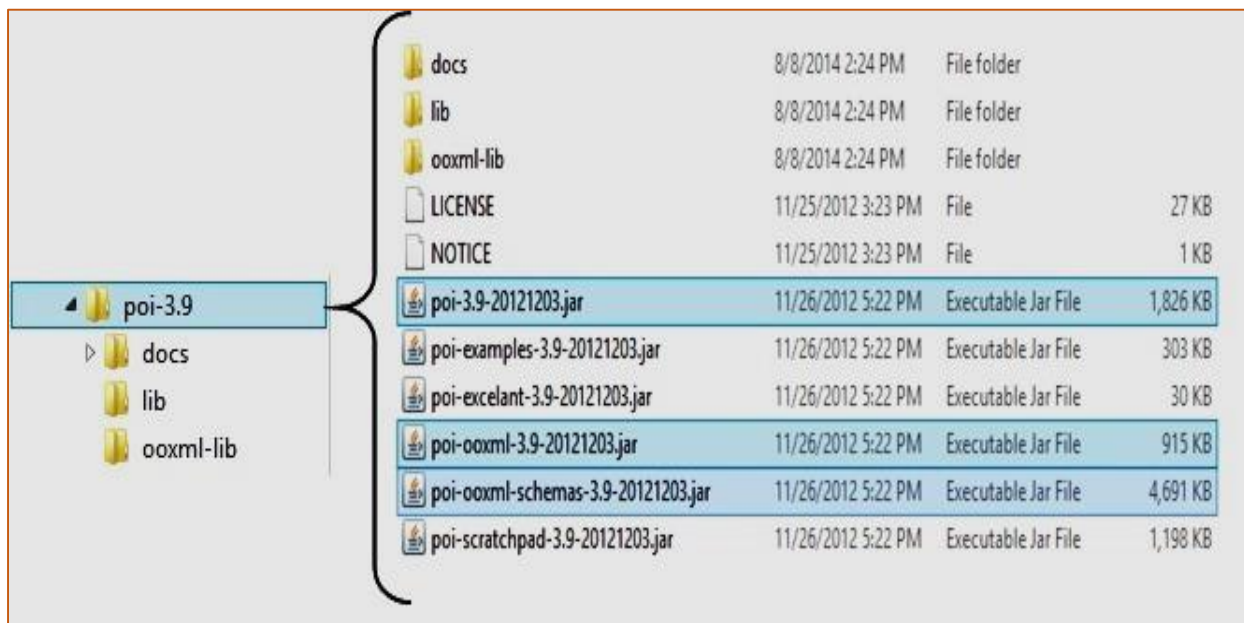 poi-3.9
docs
lib
ooxml-lib
docs 8/8/2014 2:24 PM File folder
lib 8/8/2014 2:24 PM File folder
ooxml-lib 8/8/2014 2:24 PM File folder
LICENSE 11/25/2012 3:23 PM File 27 KB
NOTICE 11/25/2012 3:23 PM File 1 KB
poi-3.9-20121203.jar 11/26/2012 5:22 PM Executable Jar File 1,826 KB
poi-examples-3.9-20121203.jar 11/26/2012 5:22 PM Executable Jar File 303 KB
poi-excelant-3.9-20121203.jar 11/26/2012 5:22 PM Executable Jar File 30 KB
poi-ooxml-3.9-20121203.jar 11/26/2012 5:22 PM Executable Jar File 915 KB
poi-ooxml-schemas-3.9-20121203.jar 11/26/2012 5:22 PM Executable Jar File 4,691 KB
poi-scratchpad-3.9-20121203.jar 11/26/2012 5:22 PM Executable Jar File 1,198 KB